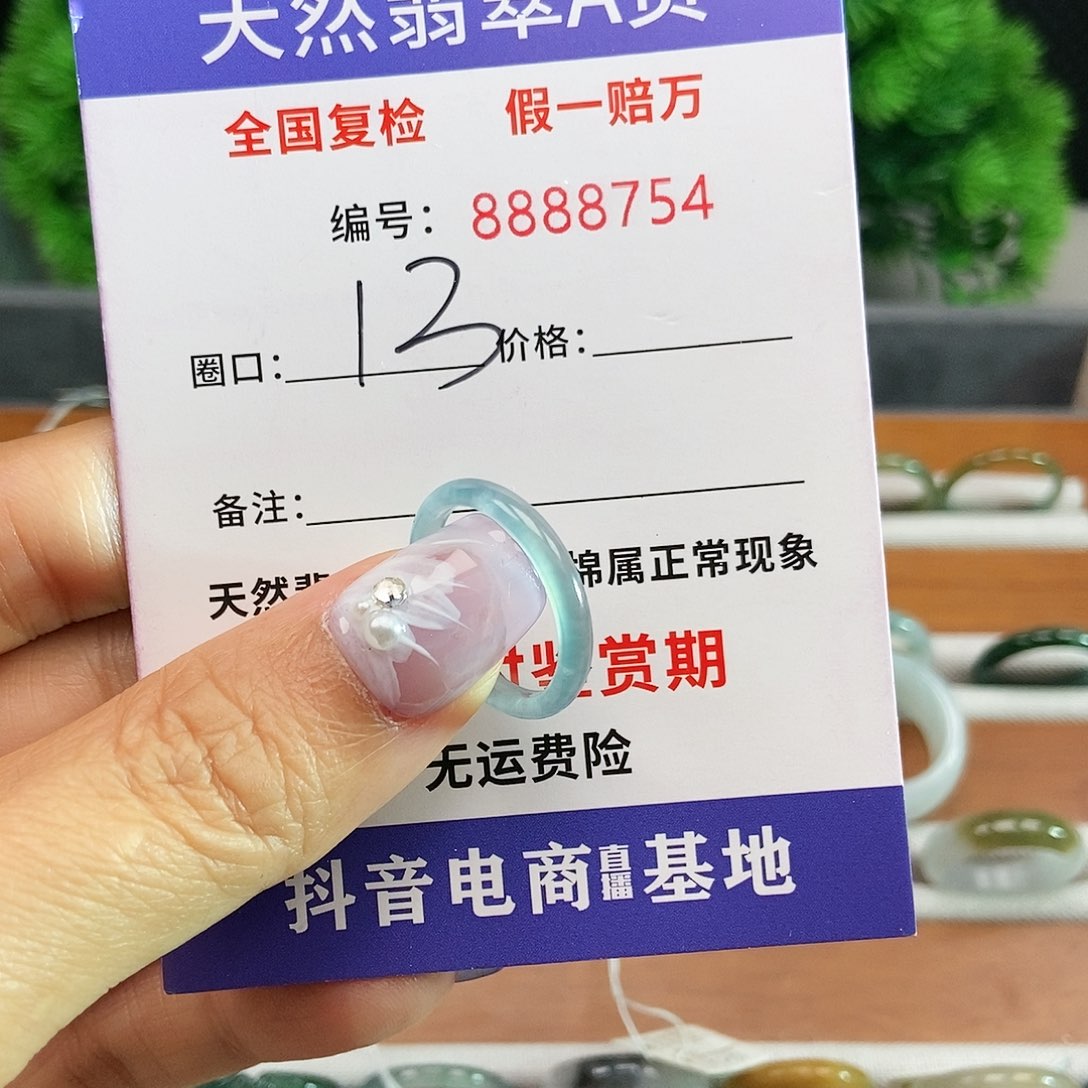 天然翡翠A货
全国复检 假一赔万
编号：8888754
圈口：13 价格：
备注：
天然 棉属正常现象
鉴赏期
无运费险
抖音电商直播基地